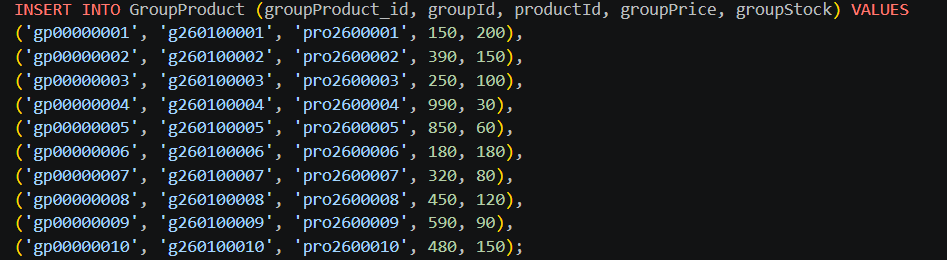 INSERT INTO GroupProduct (groupProduct_id, groupId, productId, groupPrice, groupStock) VALUES
('gp00000001', 'g260100001', 'pro2600001', 150, 200),
('gp00000002', 'g260100002', 'pro2600002', 390, 150),
('gp00000003', 'g260100003', 'pro2600003', 250, 100),
('gp00000004', 'g260100004', 'pro2600004', 990, 30),
('gp00000005', 'g260100005', 'pro2600005', 850, 60),
('gp00000006', 'g260100006', 'pro2600006', 180, 180),
('gp00000007', 'g260100007', 'pro2600007', 320, 80),
('gp00000008', 'g260100008', 'pro2600008', 450, 120),
('gp00000009', 'g260100009', 'pro2600009', 590, 90),
('gp00000010', 'g260100010', 'pro2600010', 480, 150);